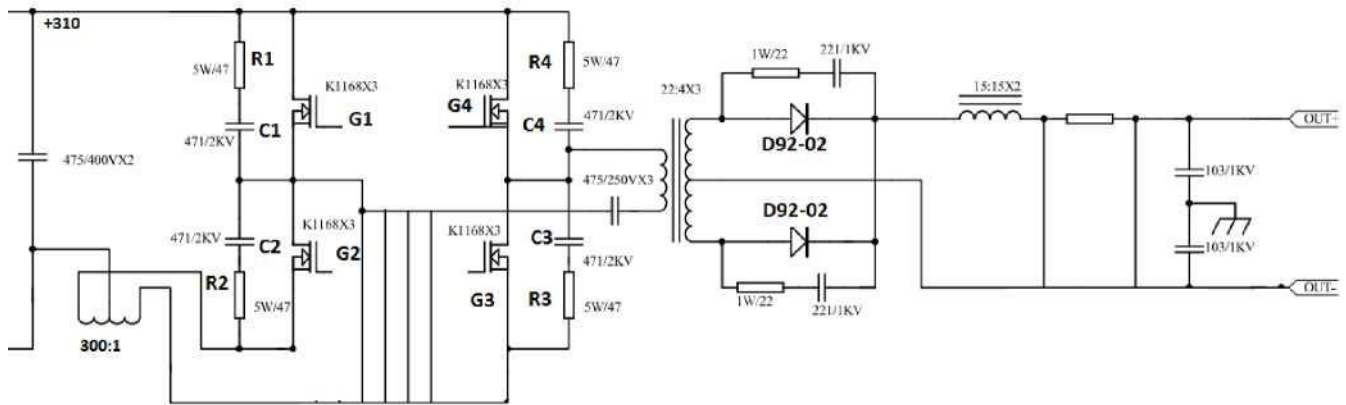 +310
5W/47
R1
K1168X3
G1
C1
471/2KV
475/400VX2
K1168X3
G4
R4
5W/47
C4
471/2KV
22:4X3
1W/22
221/1KV
D92-02
15:15X2
OUT+
475/250VX3
103/1KV
471/2KV
C2
K1168X3
G2
R2
5W/47
K1168X3
G3
C3
471/2KV
R3
5W/47
D92-02
1W/22
221/1KV
103/1KV
OUT-
300:1